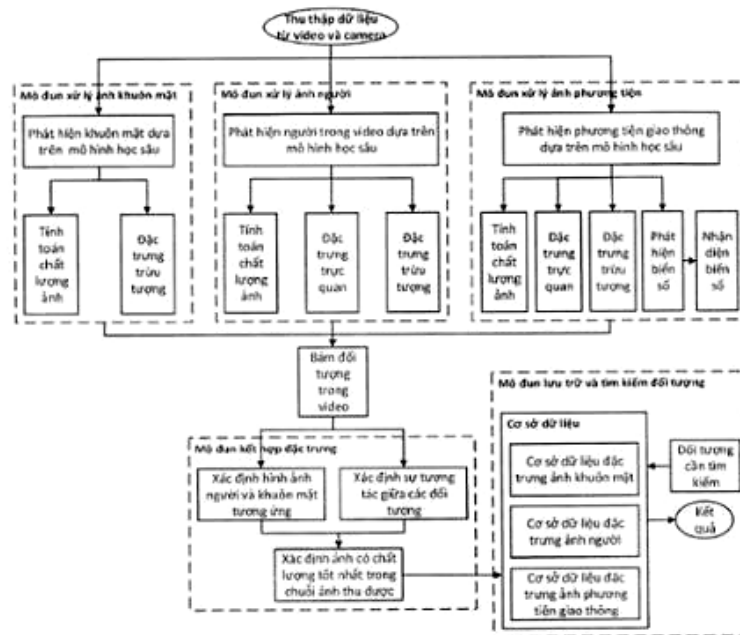 Thu thập dữ liệu
từ video và camera
Mô đun xử lý ảnh khuôn mặt
Phát hiện khuôn mặt dựa
trên mô hình học sâu
Tính
toán
chất
lượng
ảnh
Đặc
trưng
trừu
tượng
Mô đun xử lý ảnh người
Phát hiện người trong video dựa trên
mô hình học sâu
Tính
toán
chất
lượng
ảnh
Đặc
trưng
trực
quan
Đặc
trưng
trừu
tượng
Mô đun xử lý ảnh phương tiện
Phát hiện phương tiện giao thông
dựa trên mô hình học sâu
Tính
toán
chất
lượng
ảnh
Đặc
trưng
trực
quan
Đặc
trưng
trừu
tượng
Phát
hiện
biển
số
Nhận
diện
biển
số
Bám đối
tượng
trong
video
Mô đun kết hợp đặc trưng
Xác định hình ảnh
người và khuôn mặt
tương ứng
Xác định sự tương
tác giữa các đối
tượng
Xác định ảnh có chất
lượng tốt nhất trong
chuỗi ảnh thu được
Mô đun lưu trữ và tìm kiếm đối tượng
Cơ sở dữ liệu
Cơ sở dữ liệu đặc
trưng ảnh khuôn mặt
Cơ sở dữ liệu đặc
trưng ảnh người
Cơ sở dữ liệu đặc
trưng ảnh phương
tiện giao thông
Đối tượng
cần tìm
kiếm
Kết
quả